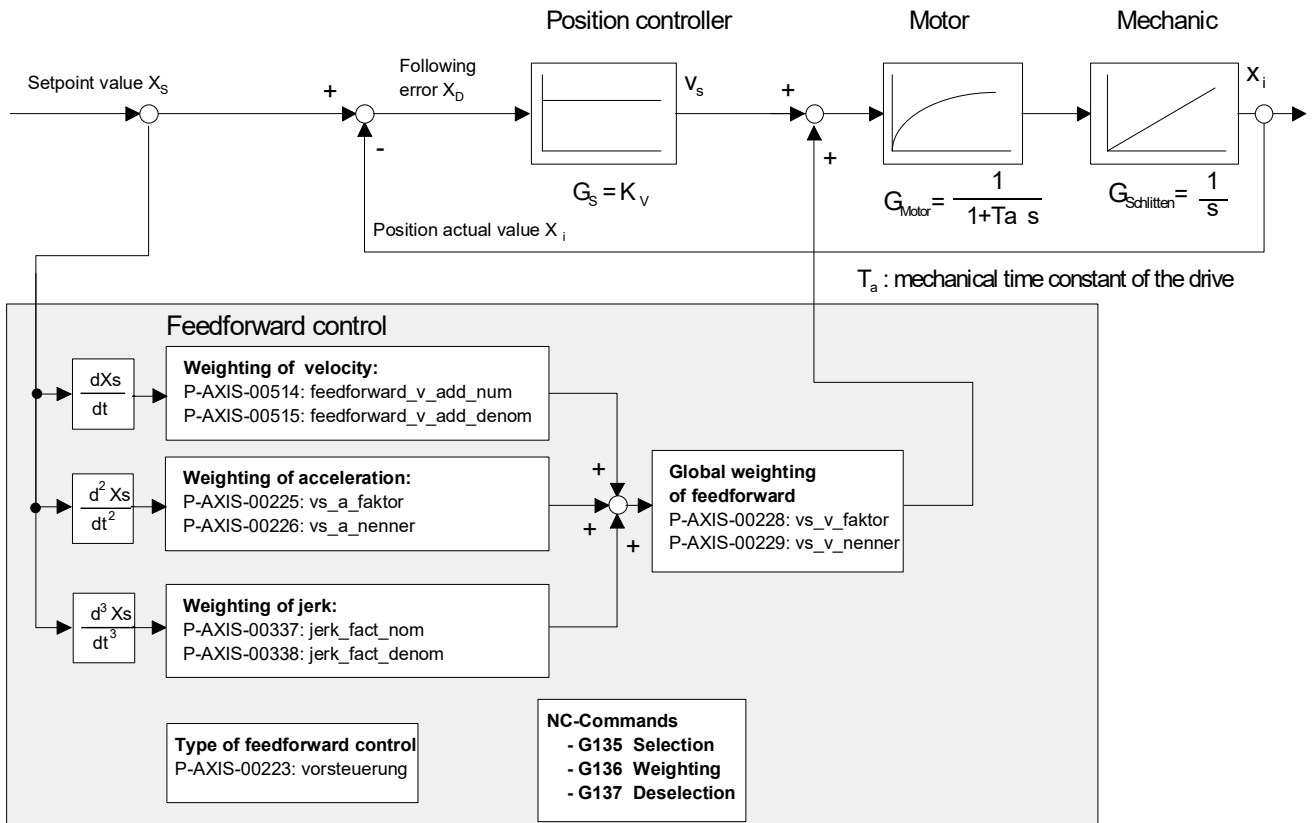 Position controller
Motor
Mechanic
Setpoint value X_S
+
Following
error X_D
V_s
+
X_i
-
+
G_S = K_V
G_Motor = 1 / 1+Ta s
G_Schlitten = 1 / s
Position actual value X_i
T_a : mechanical time constant of the drive
Feedforward control
dXs / dt
Weighting of velocity:
P-AXIS-00514: feedforward_v_add_num
P-AXIS-00515: feedforward_v_add_denom
+
d² Xs / dt²
Weighting of acceleration:
P-AXIS-00225: vs_a_faktor
P-AXIS-00226: vs_a_nenner
+
+
Global weighting
of feedforward
P-AXIS-00228: vs_v_faktor
P-AXIS-00229: vs_v_nenner
d³ Xs / dt³
Weighting of jerk:
P-AXIS-00337: jerk_fact_nom
P-AXIS-00338: jerk_fact_denom
Type of feedforward control
P-AXIS-00223: vorsteuerung
NC-Commands
- G135 Selection
- G136 Weighting
- G137 Deselection